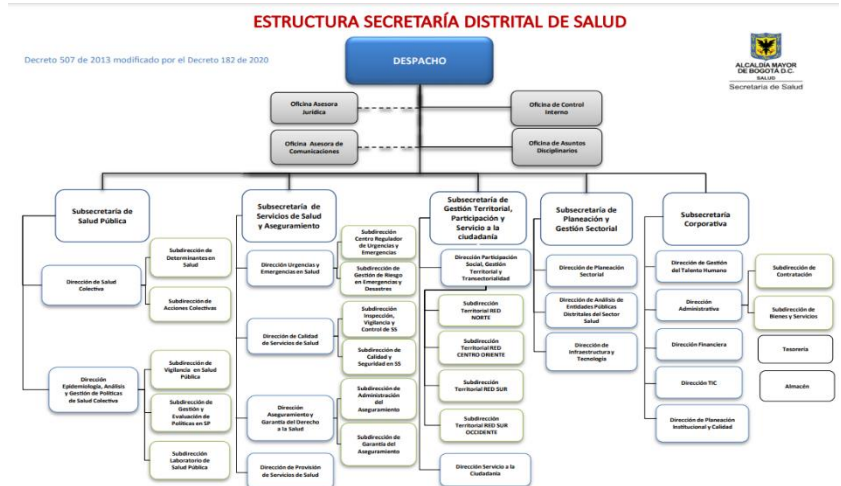 ESTRUCTURA SECRETARÍA DISTRITAL DE SALUD
Decreto 507 de 2013 modificado por el Decreto 182 de 2020
DESPACHO
ALCALDÍA MAYOR
DE BOGOTÁ D.C.
SALUD
Secretaría de Salud
Oficina Asesora
Jurídica
Oficina de Control
Interno
Oficina Asesora de
Comunicaciones
Oficina de Asuntos
Disciplinarios
Subsecretaría de
Salud Pública
Dirección de Salud
Colectiva
Subdirección de
Determinantes en
Salud
Subdirección de
Acciones Colectivas
Dirección
Epidemiología, Análisis
y Gestión de Políticas
de Salud Colectiva
Subdirección de
Vigilancia en Salud
Pública
Subdirección de
Gestión y
Evaluación de
Políticas en SP
Subdirección
Laboratorio de
Salud Pública
Subsecretaría de
Servicios de Salud
y Aseguramiento
Dirección Urgencias y
Emergencias en Salud
Subdirección
Centro Regulador
de Urgencias y
Emergencias
Subdirección de
Gestión de Riesgo
en Emergencias y
Desastres
Dirección de Calidad
de Servicios de Salud
Subdirección
Inspección,
Vigilancia y
Control de SS
Subdirección de
Calidad y
Seguridad en SS
Dirección
Aseguramiento y
Garantía del Derecho
a la Salud
Subdirección de
Administración
del
Aseguramiento
Subdirección de
Garantía del
Aseguramiento
Dirección de Provisión
de Servicios de Salud
Subsecretaría de
Gestión Territorial,
Participación y
Servicio a la
ciudadanía
Dirección Participación
Social, Gestión
Territorial y
Transectorialidad
Subdirección
Territorial RED
NORTE
Subdirección
Territorial RED
CENTRO ORIENTE
Subdirección
Territorial RED SUR
Subdirección
Territorial RED SUR
OCCIDENTE
Dirección Servicio a la
Ciudadanía
Subsecretaría de
Planeación y
Gestión Sectorial
Dirección de Planeación
Sectorial
Dirección de Análisis de
Entidades Públicas
Distritales del Sector
Salud
Dirección de
Infraestructura y
Tecnología
Subsecretaría
Corporativa
Dirección de Gestión
del Talento Humano
Dirección
Administrativa
Subdirección de
Contratación
Subdirección de
Bienes y Servicios
Dirección Financiera
Tesorería
Dirección TIC
Almacén
Dirección de Planeación
Institucional y Calidad